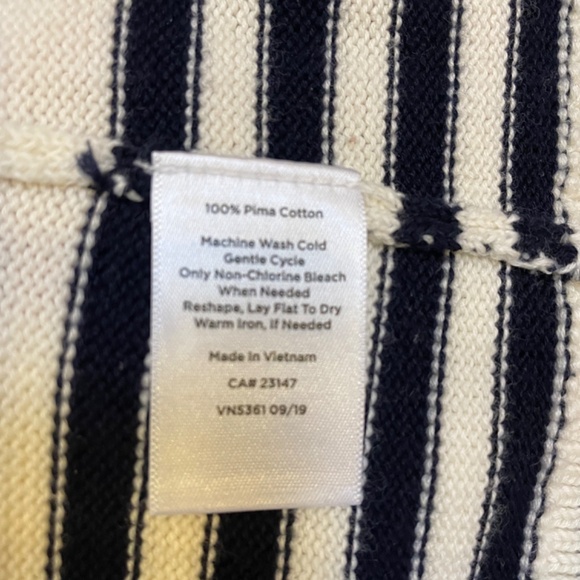 100% Pima Cotton
Machine Wash Cold
Gentle Cycle
Only Non-Chlorine Bleach
When Needed
Reshape, Lay Flat To Dry
Warm Iron, If Needed
Made In Vietnam
CA# 23147
VN5361 09/19